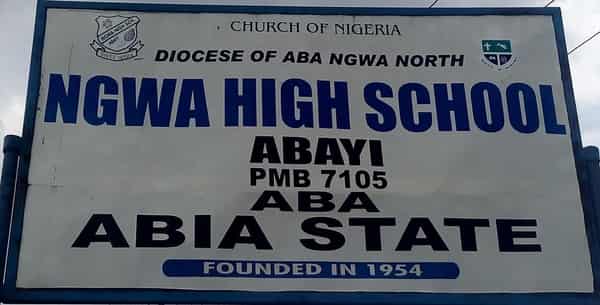 CHURCH OF NIGERIA
DIOCESE OF ABA NGWA NORTH
NGWA HIGH SCHOOL
ABAYI
PMB 7105
ABA
ABIA STATE
FOUNDED IN 1954